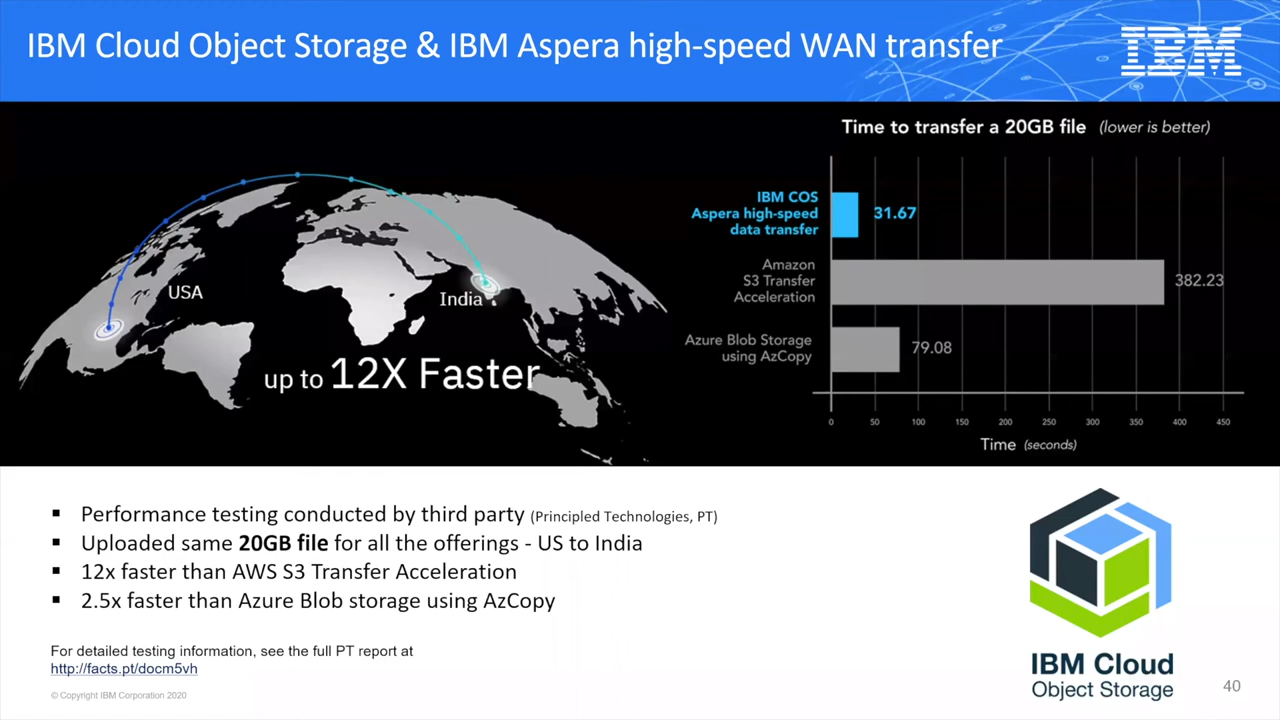 IBM Cloud Object Storage & IBM Aspera high-speed WAN transfer
IBM
USA
India
up to 12X Faster
Time to transfer a 20GB file (lower is better)
IBM COS
Aspera high-speed
data transfer
31.67
Amazon
S3 Transfer
Acceleration
382.23
Azure Blob Storage
using AzCopy
79.08
0 50 100 150 200 250 300 350 400 450
Time (seconds)
▪ Performance testing conducted by third party (Principled Technologies, PT)
▪ Uploaded same 20GB file for all the offerings - US to India
▪ 12x faster than AWS S3 Transfer Acceleration
▪ 2.5x faster than Azure Blob storage using AzCopy
For detailed testing information, see the full PT report at
http://facts.pt/docm5vh
© Copyright IBM Corporation 2020
IBM Cloud
Object Storage
40